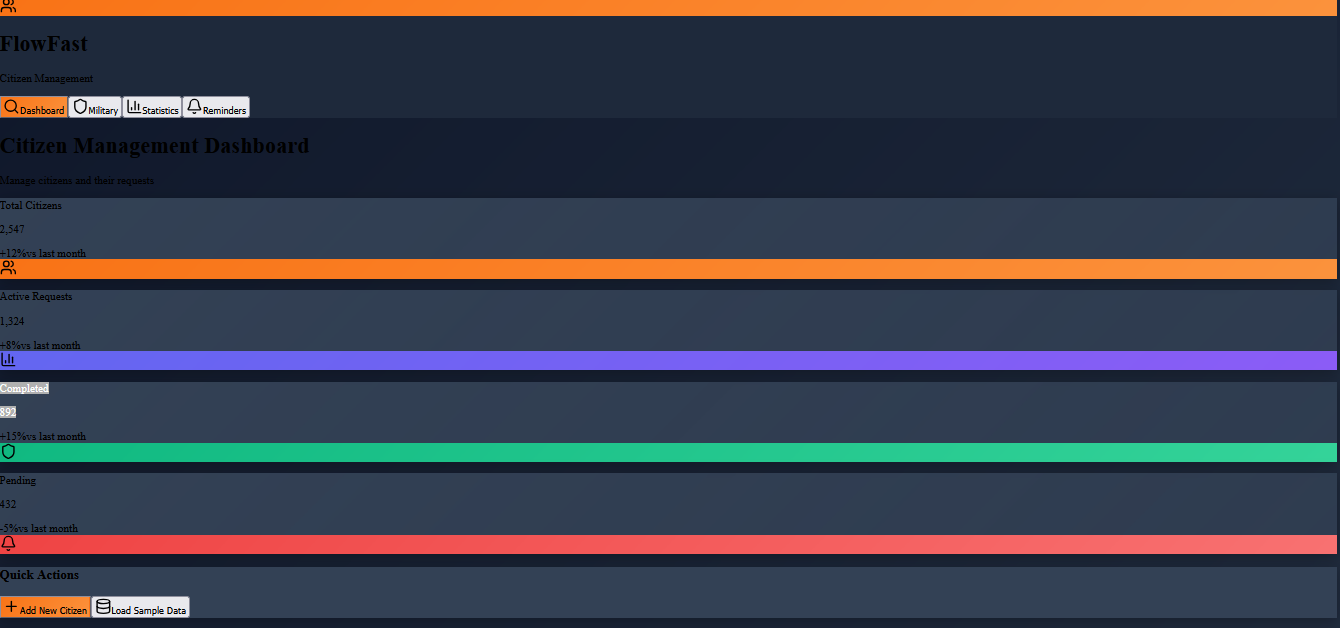 FlowFast
Citizen Management
Dashboard Military Statistics Reminders
Citizen Management Dashboard
Manage citizens and their requests
Total Citizens
2,547
+12%vs last month
Active Requests
1,324
+8%vs last month
Completed
892
+15%vs last month
Pending
432
-5%vs last month
Quick Actions
Add New Citizen Load Sample Data